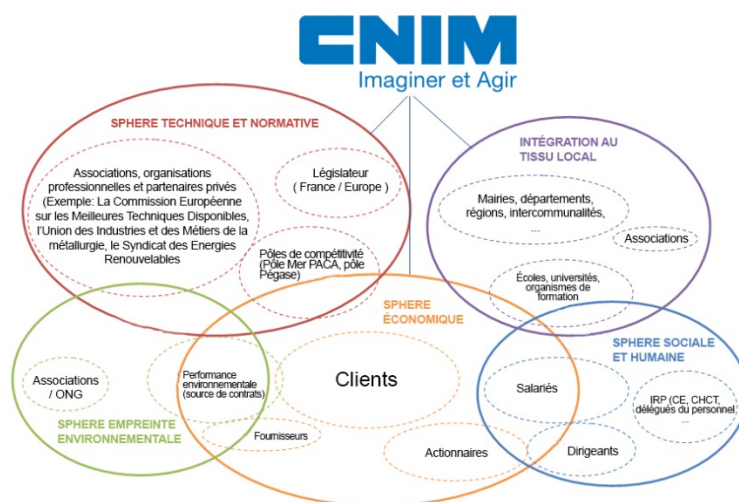 CNIM
Imaginer et Agir
SPHERE TECHNIQUE ET NORMATIVE
Associations, organisations
professionnelles et partenaires privés
(Exemple: La Commission Européenne
sur les Meilleures Techniques Disponibles,
l'Union des Industries et des Métiers de la
métallurgie, le Syndicat des Energies
Renouvelables
Législateur
( France / Europe )
Pôles de compétitivité
(Pôle Mer PACA, pôle
Pégase)
INTÉGRATION AU
TISSU LOCAL
Mairies, départements,
régions, intercommunalités,
...
Associations
Écoles, universités,
organismes de
formation
SPHERE
ÉCONOMIQUE
Clients
Performance
environnementale
(source de contrats)
Fournisseurs
Actionnaires
Associations
/ ONG
SPHERE EMPREINTE
ENVIRONNEMENTALE
SPHERE SOCIALE
ET HUMAINE
Salariés
IRP (CE, CHCT,
délégués du personnel,
...
Dirigeants